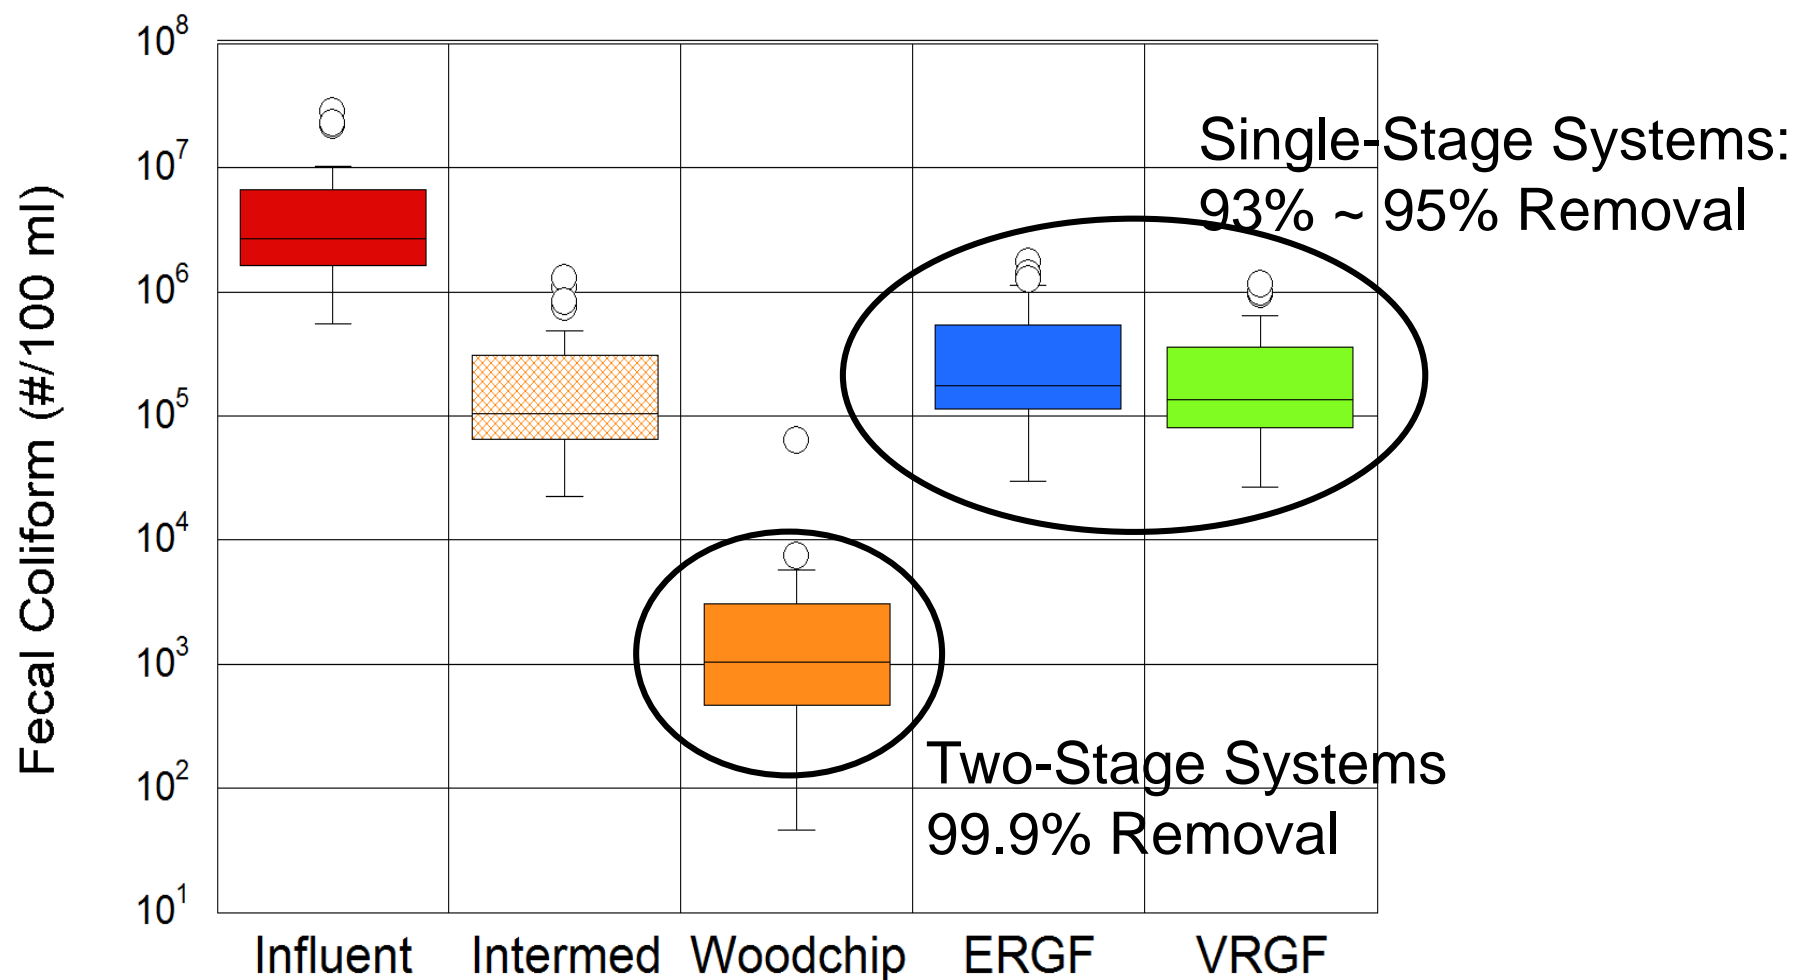 Fecal Coliform (#/100 ml)
10^8
10^7
10^6
10^5
10^4
10^3
10^2
10^1
Single-Stage Systems:
93% ~ 95% Removal
Two-Stage Systems
99.9% Removal
Influent
Intermed
Woodchip
ERGF
VRGF